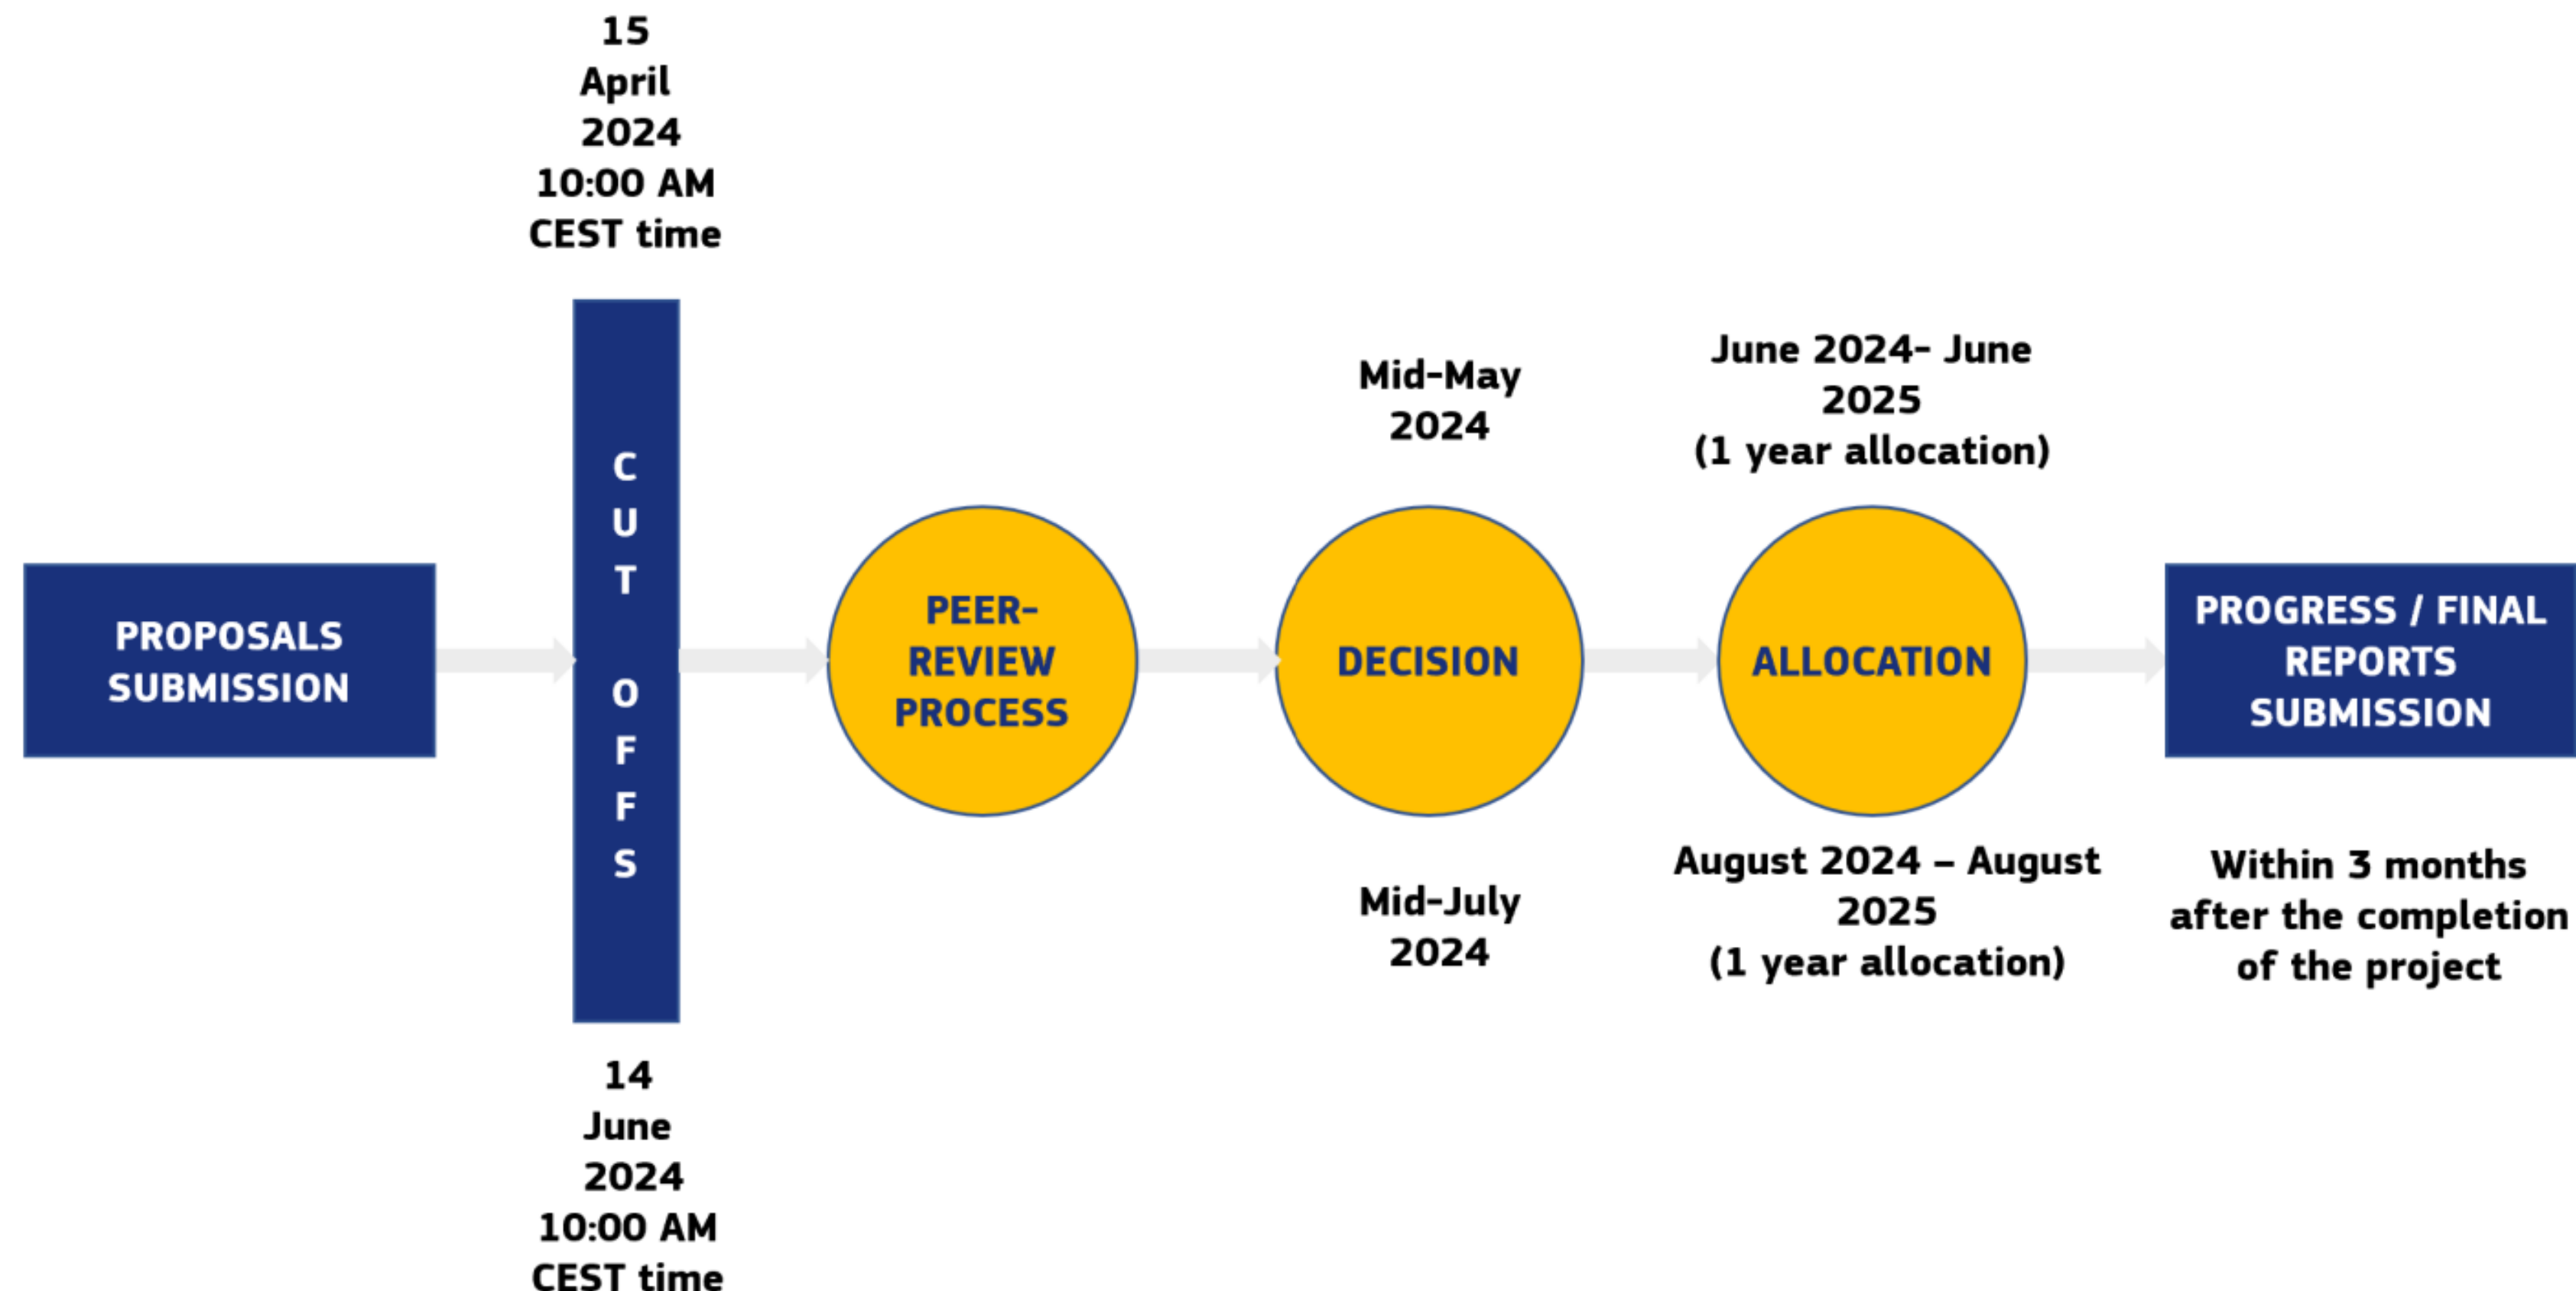 15
April
2024
10:00 AM
CEST time
PROPOSALS
SUBMISSION
C
U
T
O
F
F
S
14
June
2024
10:00 AM
CEST time
PEER-
REVIEW
PROCESS
Mid-May
2024
DECISION
Mid-July
2024
June 2024- June
2025
(1 year allocation)
ALLOCATION
August 2024 – August
2025
(1 year allocation)
PROGRESS / FINAL
REPORTS
SUBMISSION
Within 3 months
after the completion
of the project